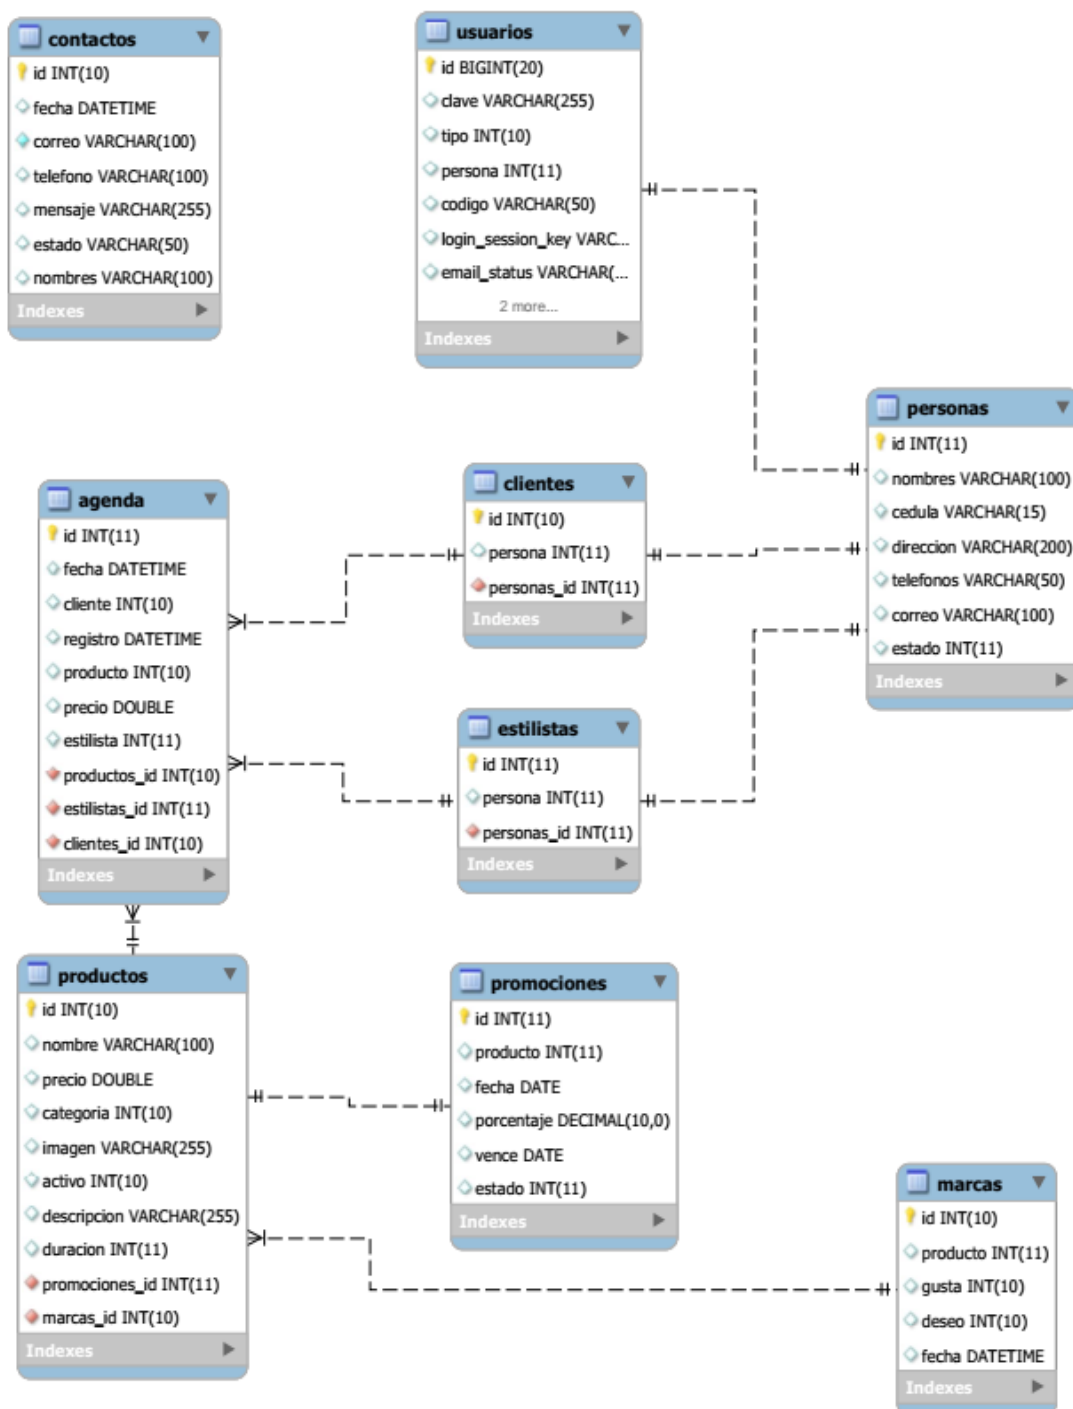 contactos
id INT(10)
fecha DATETIME
correo VARCHAR(100)
telefono VARCHAR(100)
mensaje VARCHAR(255)
estado VARCHAR(50)
nombres VARCHAR(100)
Indexes
usuarios
id BIGINT(20)
clave VARCHAR(255)
tipo INT(10)
persona INT(11)
codigo VARCHAR(50)
login_session_key VARC...
email_status VARCHAR(...
2 more...
Indexes
personas
id INT(11)
nombres VARCHAR(100)
cedula VARCHAR(15)
direccion VARCHAR(200)
telefonos VARCHAR(50)
correo VARCHAR(100)
estado INT(11)
Indexes
agenda
id INT(11)
fecha DATETIME
cliente INT(10)
registro DATETIME
producto INT(10)
precio DOUBLE
estilista INT(11)
productos_id INT(10)
estilistas_id INT(11)
clientes_id INT(10)
Indexes
clientes
id INT(10)
persona INT(11)
personas_id INT(11)
Indexes
estilistas
id INT(11)
persona INT(11)
personas_id INT(11)
Indexes
productos
id INT(10)
nombre VARCHAR(100)
precio DOUBLE
categoria INT(10)
imagen VARCHAR(255)
activo INT(10)
descripcion VARCHAR(255)
duracion INT(11)
promociones_id INT(11)
marcas_id INT(10)
Indexes
promociones
id INT(11)
producto INT(11)
fecha DATE
porcentaje DECIMAL(10,0)
vence DATE
estado INT(11)
Indexes
marcas
id INT(10)
producto INT(11)
gusta INT(10)
deseo INT(10)
fecha DATETIME
Indexes